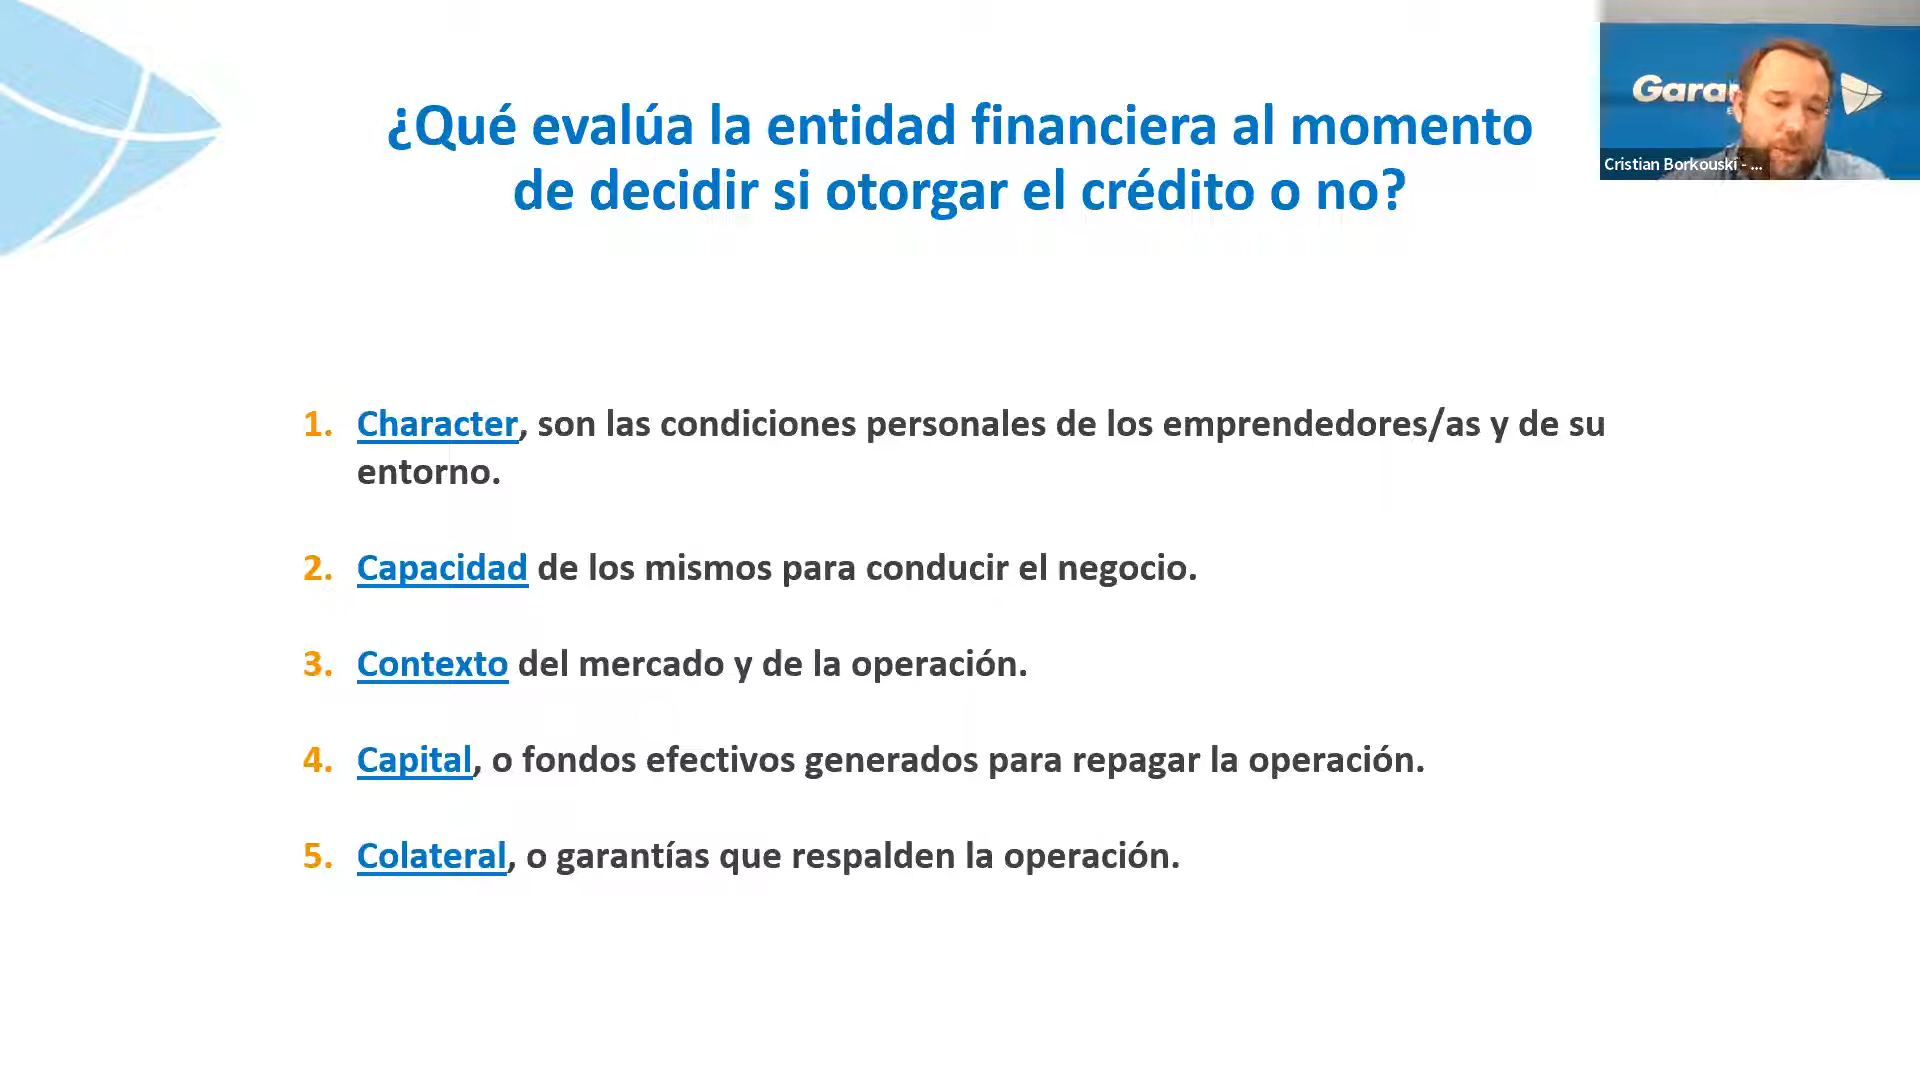 ¿Qué evalúa la entidad financiera al momento
de decidir si otorgar el crédito o no?
Gara
Cristian Borkouski - ...
1. Character, son las condiciones personales de los emprendedores/as y de su
entorno.
2. Capacidad de los mismos para conducir el negocio.
3. Contexto del mercado y de la operación.
4. Capital, o fondos efectivos generados para repagar la operación.
5. Colateral, o garantías que respalden la operación.